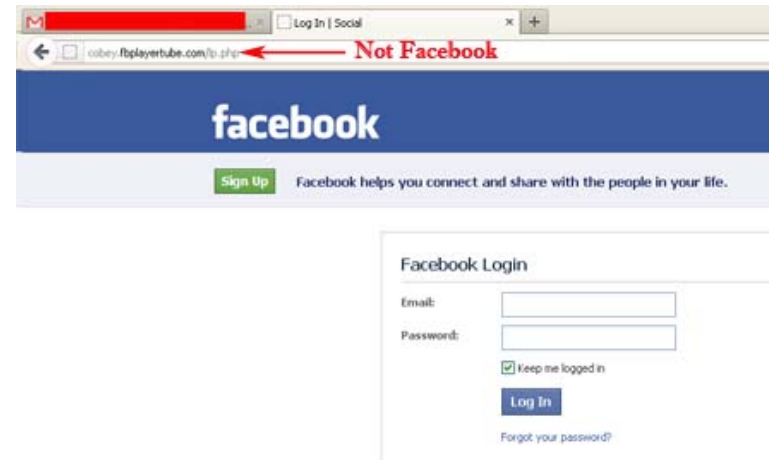 Log In | Social
cobey.fbplayertube.com/lp.php
Not Facebook
facebook
Sign Up
Facebook helps you connect and share with the people in your life.
Facebook Login
Email:
Password:
Keep me logged in
Log In
Forgot your password?